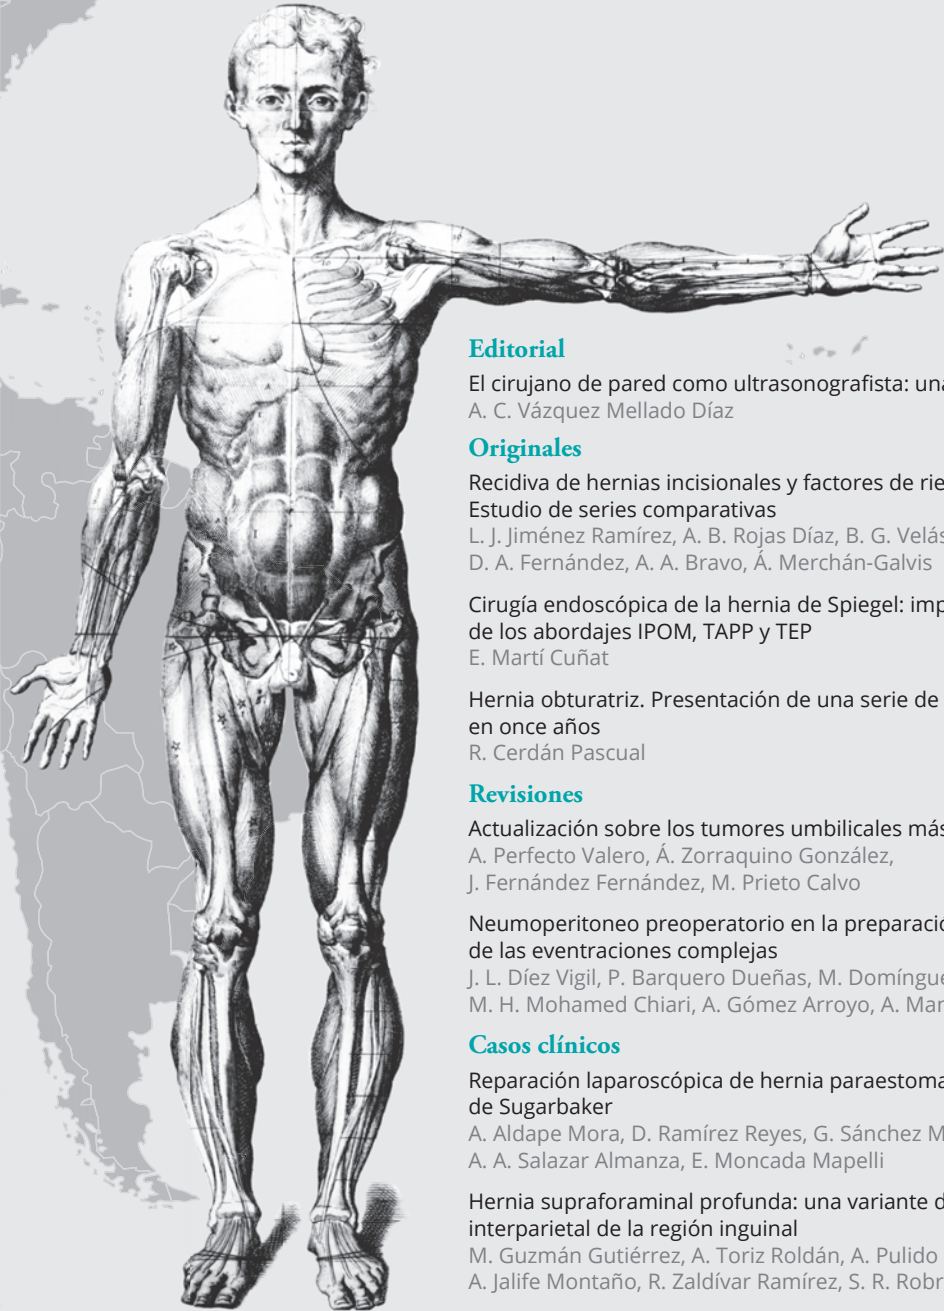 Editorial
El cirujano de pared como ultrasonografista: una
A. C. Vázquez Mellado Díaz
Originales
Recidiva de hernias incisionales y factores de rie
Estudio de series comparativas
L. J. Jiménez Ramírez, A. B. Rojas Díaz, B. G. Velás
D. A. Fernández, A. A. Bravo, Á. Merchán-Galvis
Cirugía endoscópica de la hernia de Spiegel: imp
de los abordajes IPOM, TAPP y TEP
E. Martí Cuñat
Hernia obturatriz. Presentación de una serie de
en once años
R. Cerdán Pascual
Revisiones
Actualización sobre los tumores umbilicales más
A. Perfecto Valero, Á. Zorraquino González,
J. Fernández Fernández, M. Prieto Calvo
Neumoperitoneo preoperatorio en la preparació
de las eventraciones complejas
J. L. Díez Vigil, P. Barquero Dueñas, M. Domíngue
M. H. Mohamed Chiari, A. Gómez Arroyo, A. Mar
Casos clínicos
Reparación laparoscópica de hernia paraestoma
de Sugarbaker
A. Aldape Mora, D. Ramírez Reyes, G. Sánchez M
A. A. Salazar Almanza, E. Moncada Mapelli
Hernia supraforaminal profunda: una variante d
interparietal de la región inguinal
M. Guzmán Gutiérrez, A. Toriz Roldán, A. Pulido
A. Jalife Montaño, R. Zaldívar Ramírez, S. R. Robr